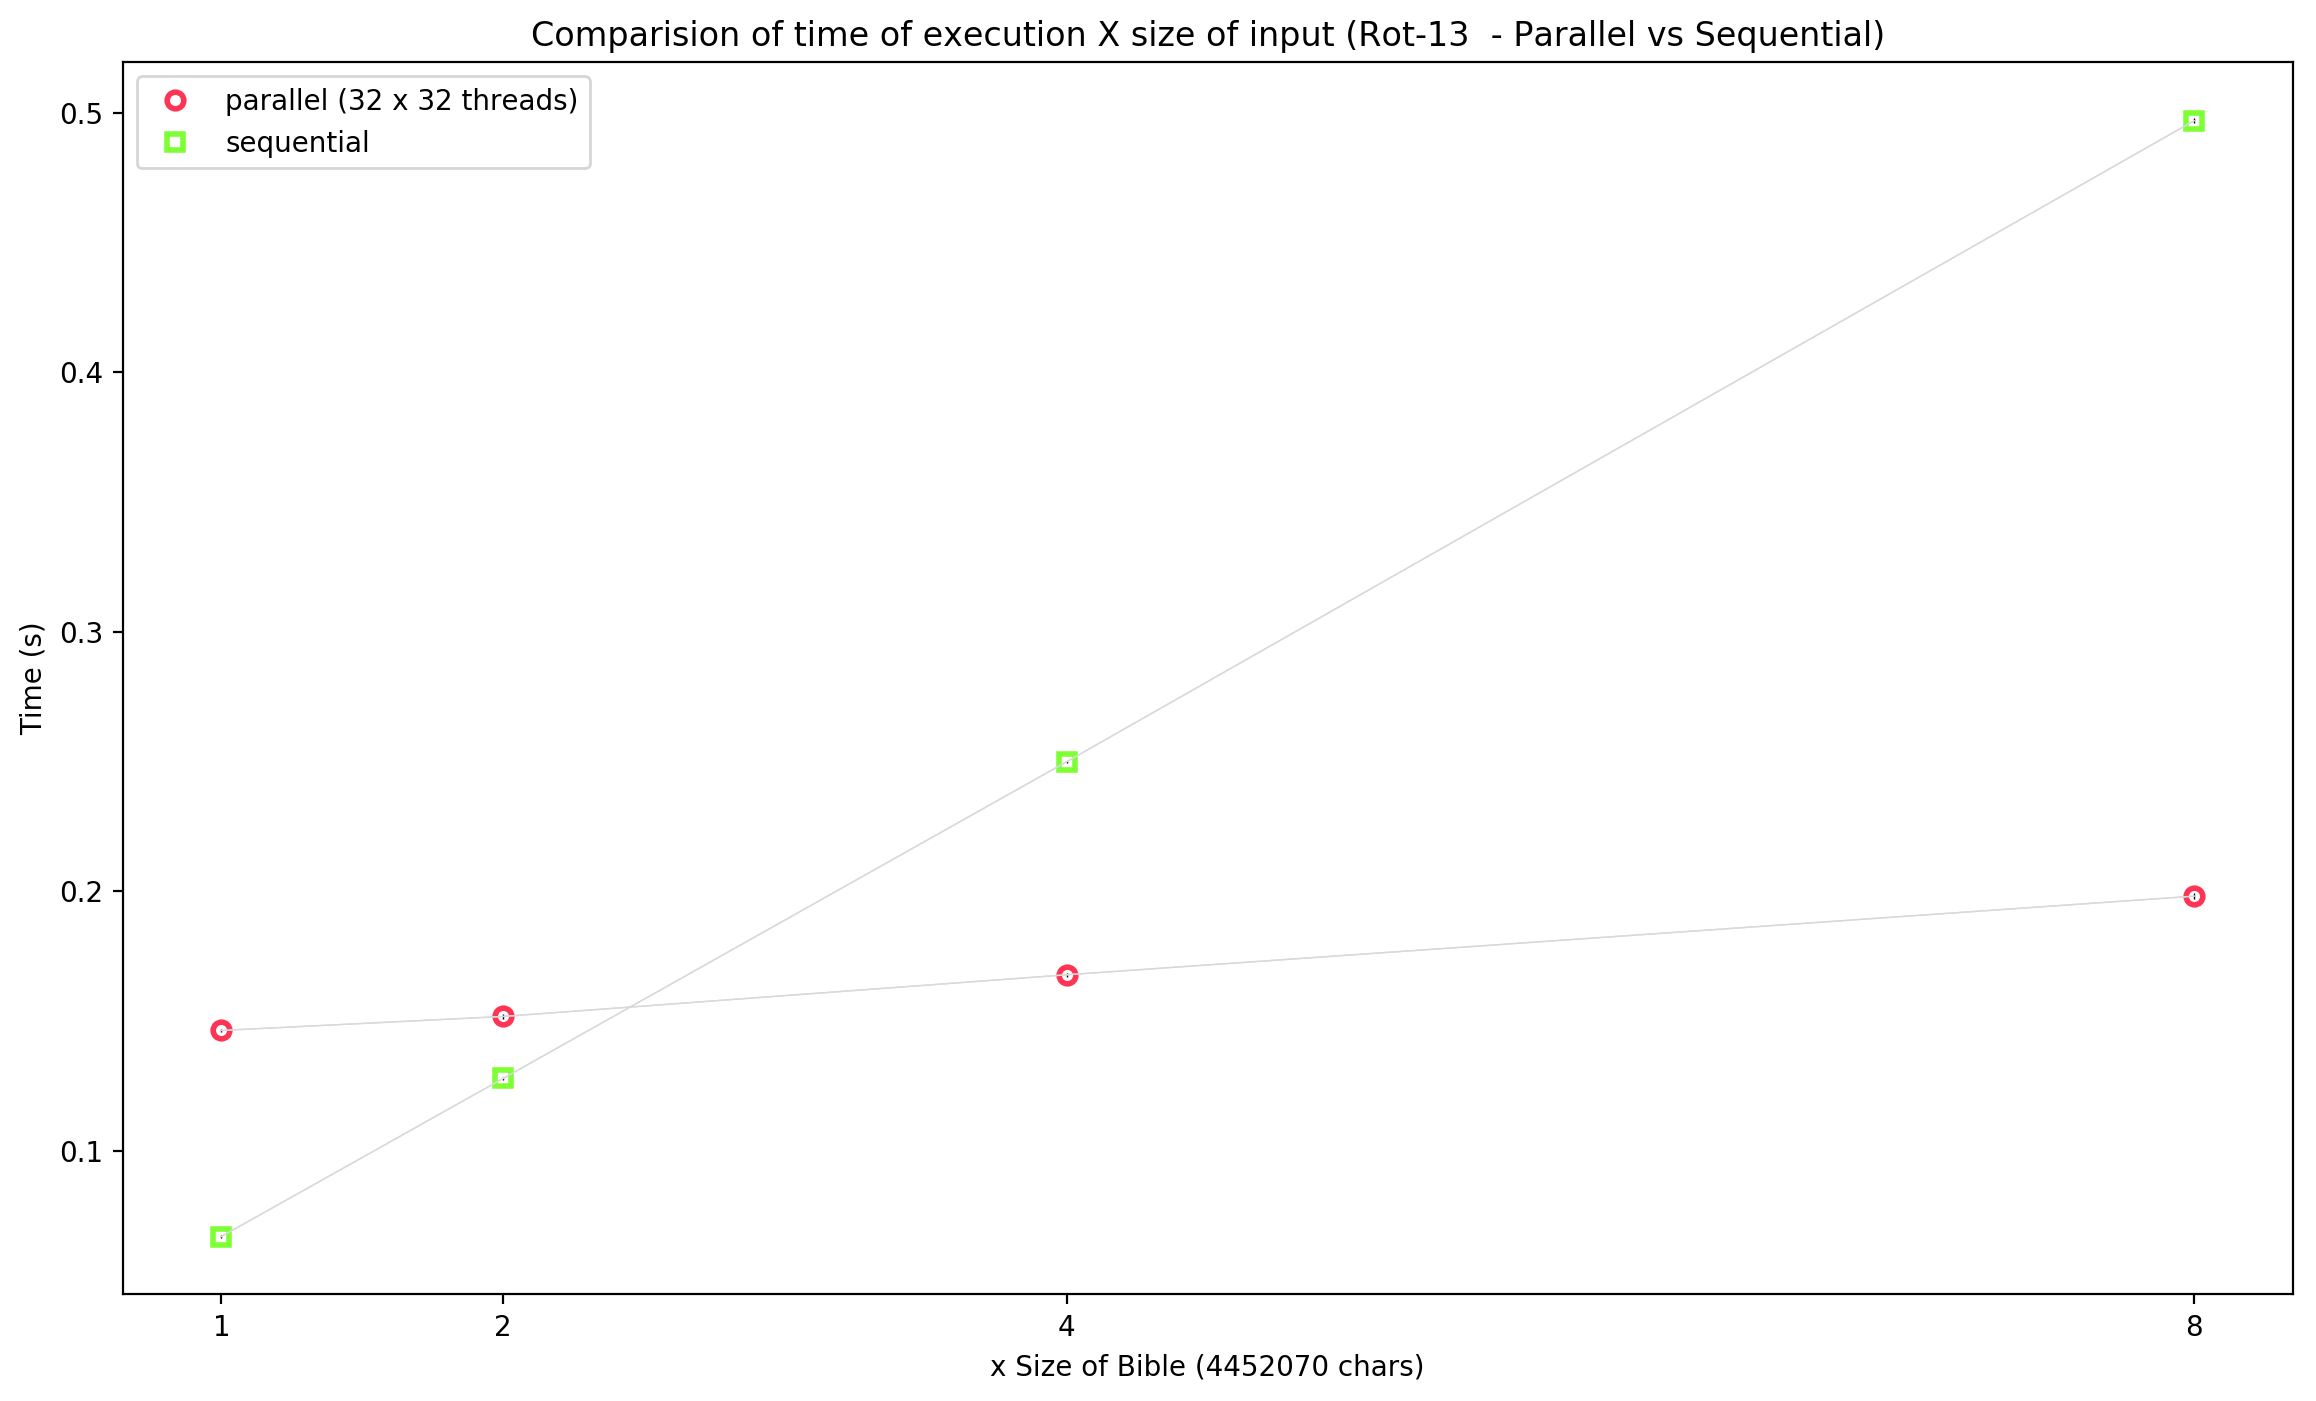 Comparision of time of execution X size of input (Rot-13  - Parallel vs Sequential)
parallel (32 x 32 threads)
sequential
0.5
0.4
0.3
0.2
0.1
Time (s)
1 2 4 8
x Size of Bible (4452070 chars)